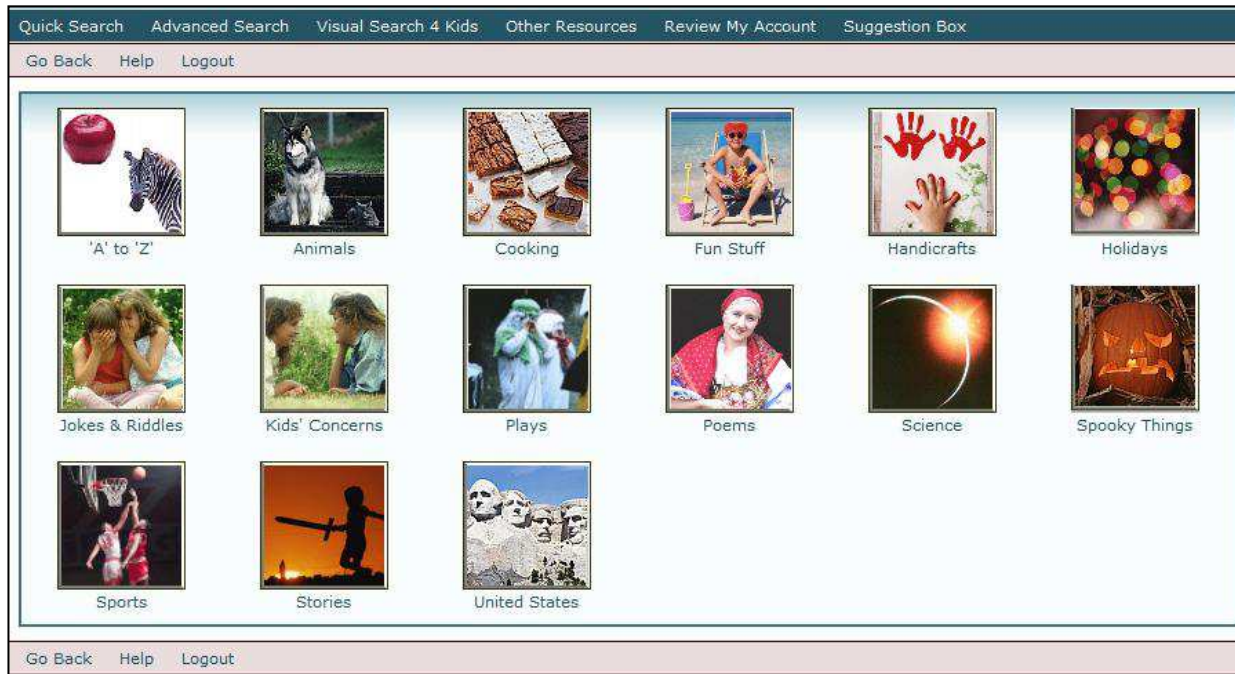 Quick Search Advanced Search Visual Search 4 Kids Other Resources Review My Account Suggestion Box
Go Back Help Logout
'A' to 'Z' Animals Cooking Fun Stuff Handicrafts Holidays
Jokes & Riddles Kids' Concerns Plays Poems Science Spooky Things
Sports Stories United States
Go Back Help Logout